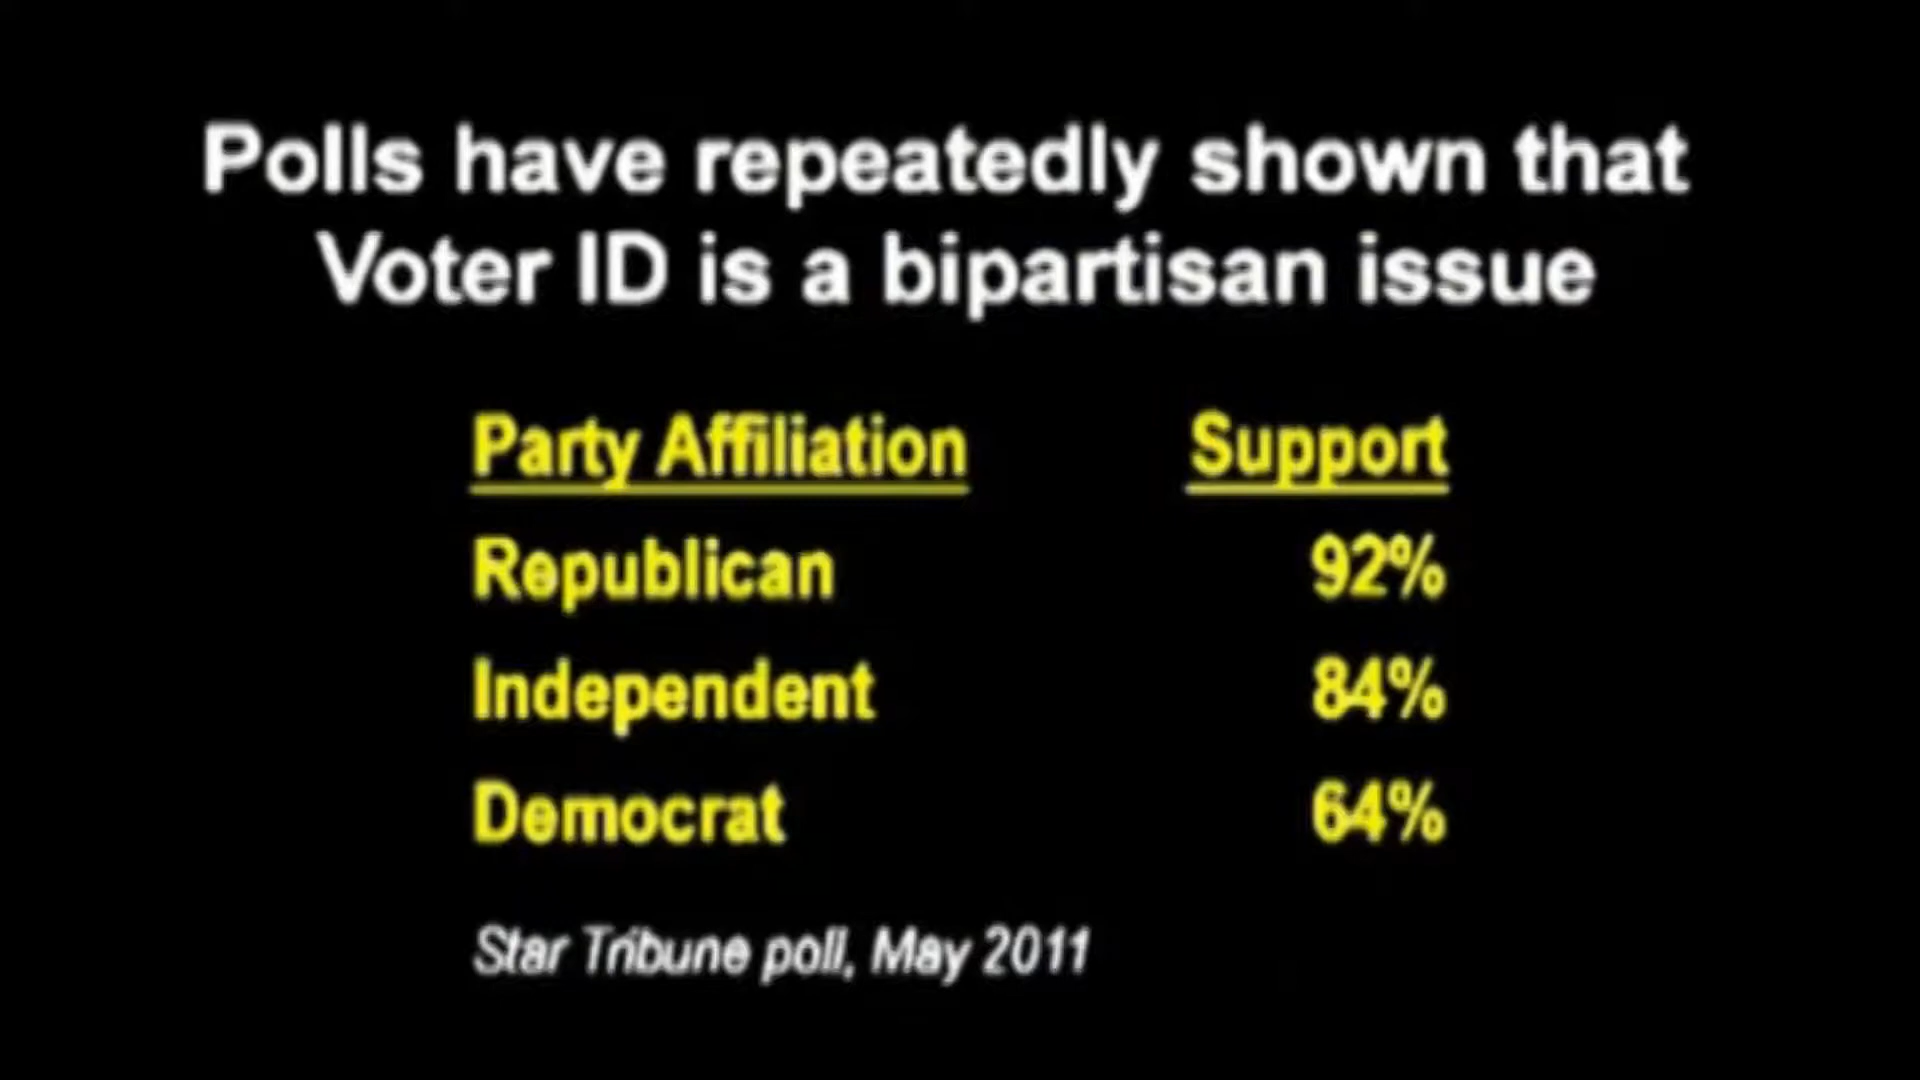 Polls have repeatedly shown that
Voter ID is a bipartisan issue
Party Affiliation Support
Republican 92%
Independent 84%
Democrat 64%
Star Tribune poll, May 2011